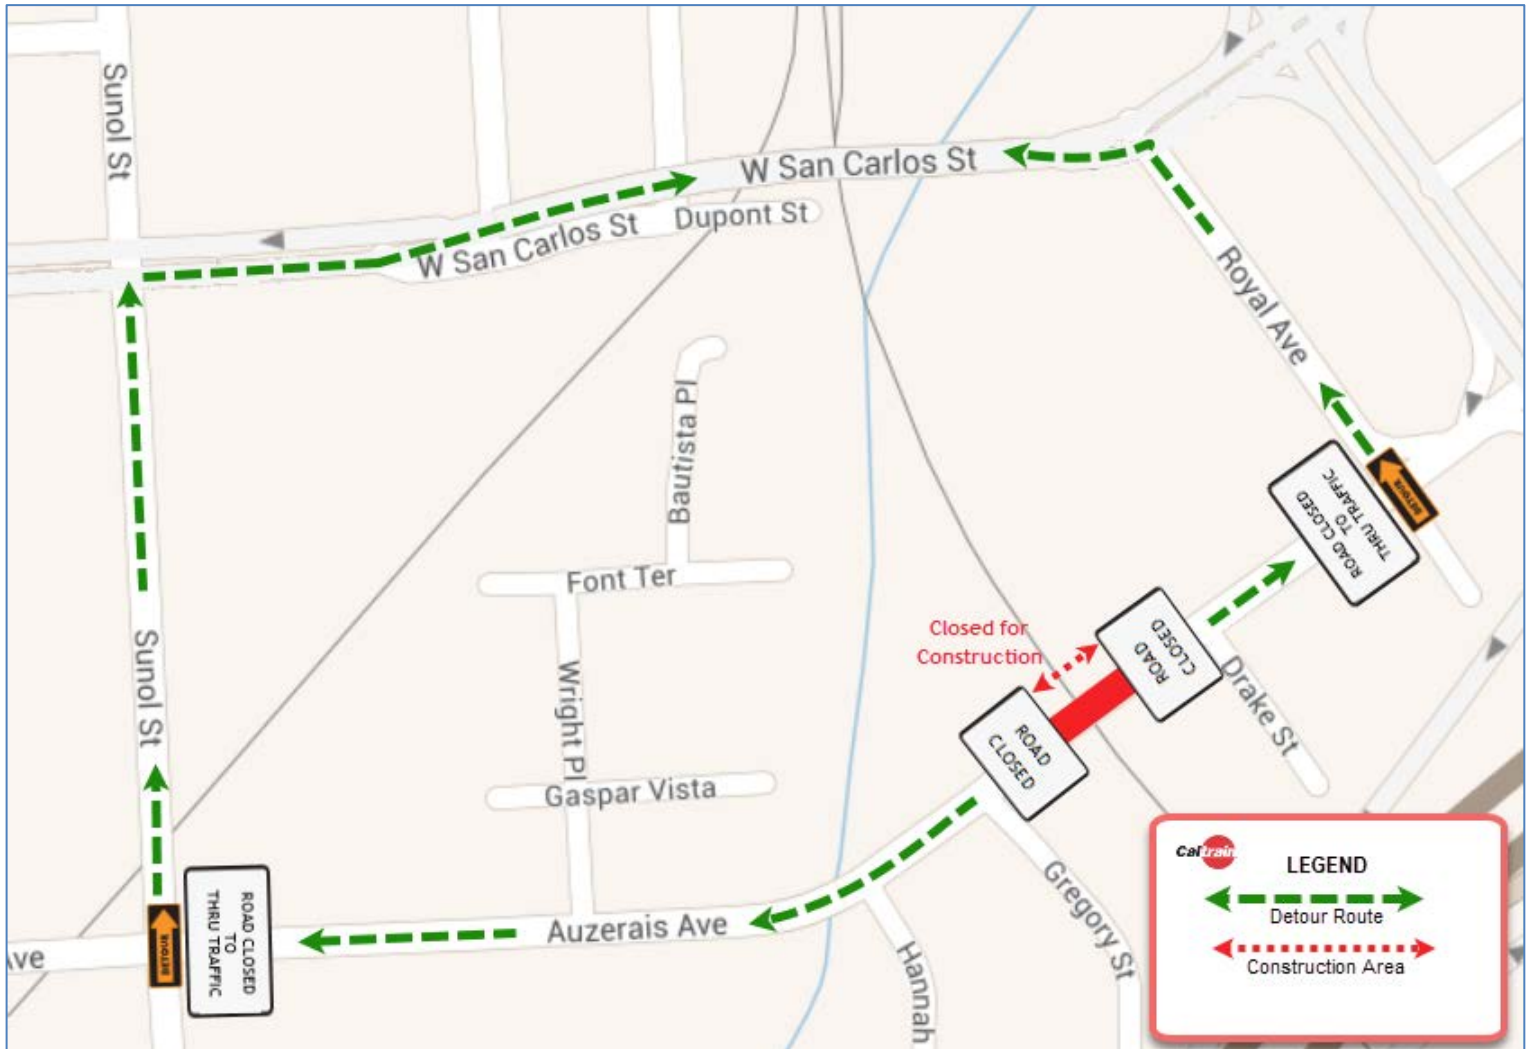 Sunol St
W San Carlos St
W San Carlos St
Dupont St
Royal Ave
Bautista Pl
DETOUR
ROAD CLOSED
TO
THRU TRAFFIC
Font Ter
Closed for
Construction
ROAD
CLOSED
Sunol St
Wright Pl
Drake St
ROAD
CLOSED
Gaspar Vista
Caltrain
LEGEND
Detour Route
Construction Area
Gregory St
ROAD CLOSED
TO
THRU TRAFFIC
DETOUR
Auzerais Ave
Hannah
Ave